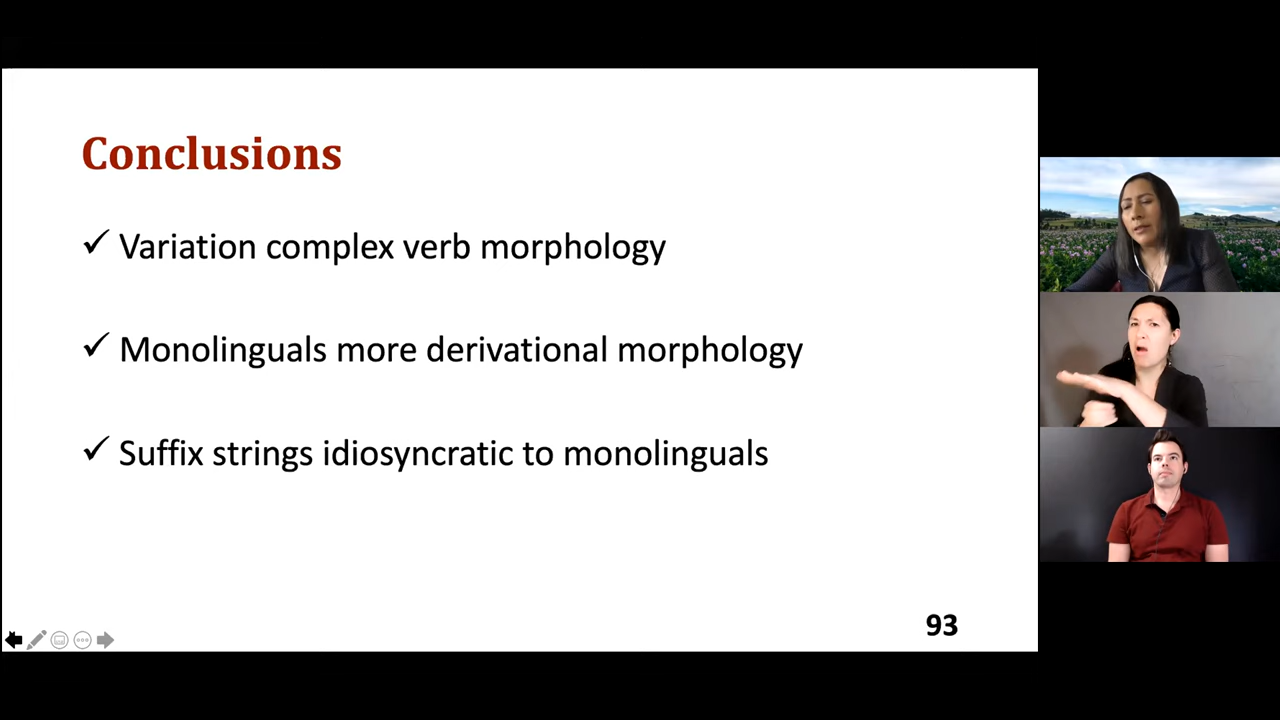 Conclusions
✓ Variation complex verb morphology
✓ Monolinguals more derivational morphology
✓ Suffix strings idiosyncratic to monolinguals
93